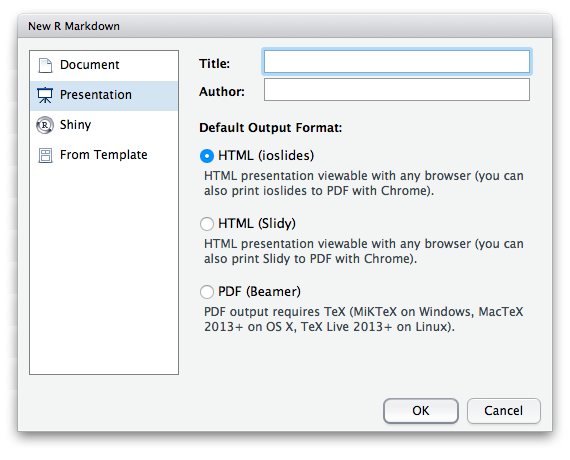 New R Markdown
Document
Presentation
Shiny
From Template
Title:
Author:
Default Output Format:
HTML (ioslides)
HTML presentation viewable with any browser (you can
also print ioslides to PDF with Chrome).
HTML (Slidy)
HTML presentation viewable with any browser (you can
also print Slidy to PDF with Chrome).
PDF (Beamer)
PDF output requires TeX (MiKTeX on Windows, MacTeX
2013+ on OS X, TeX Live 2013+ on Linux).
OK
Cancel